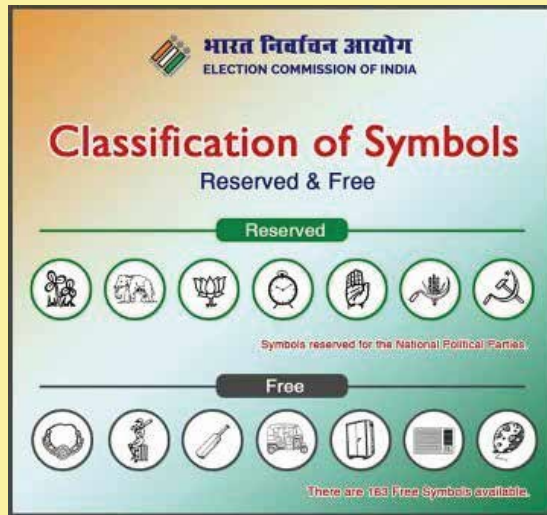 भारत निर्वाचन आयोग
ELECTION COMMISSION OF INDIA
Classification of Symbols
Reserved & Free
Reserved
Symbols reserved for the National Political Parties.
Free
There are 163 Free Symbols available.